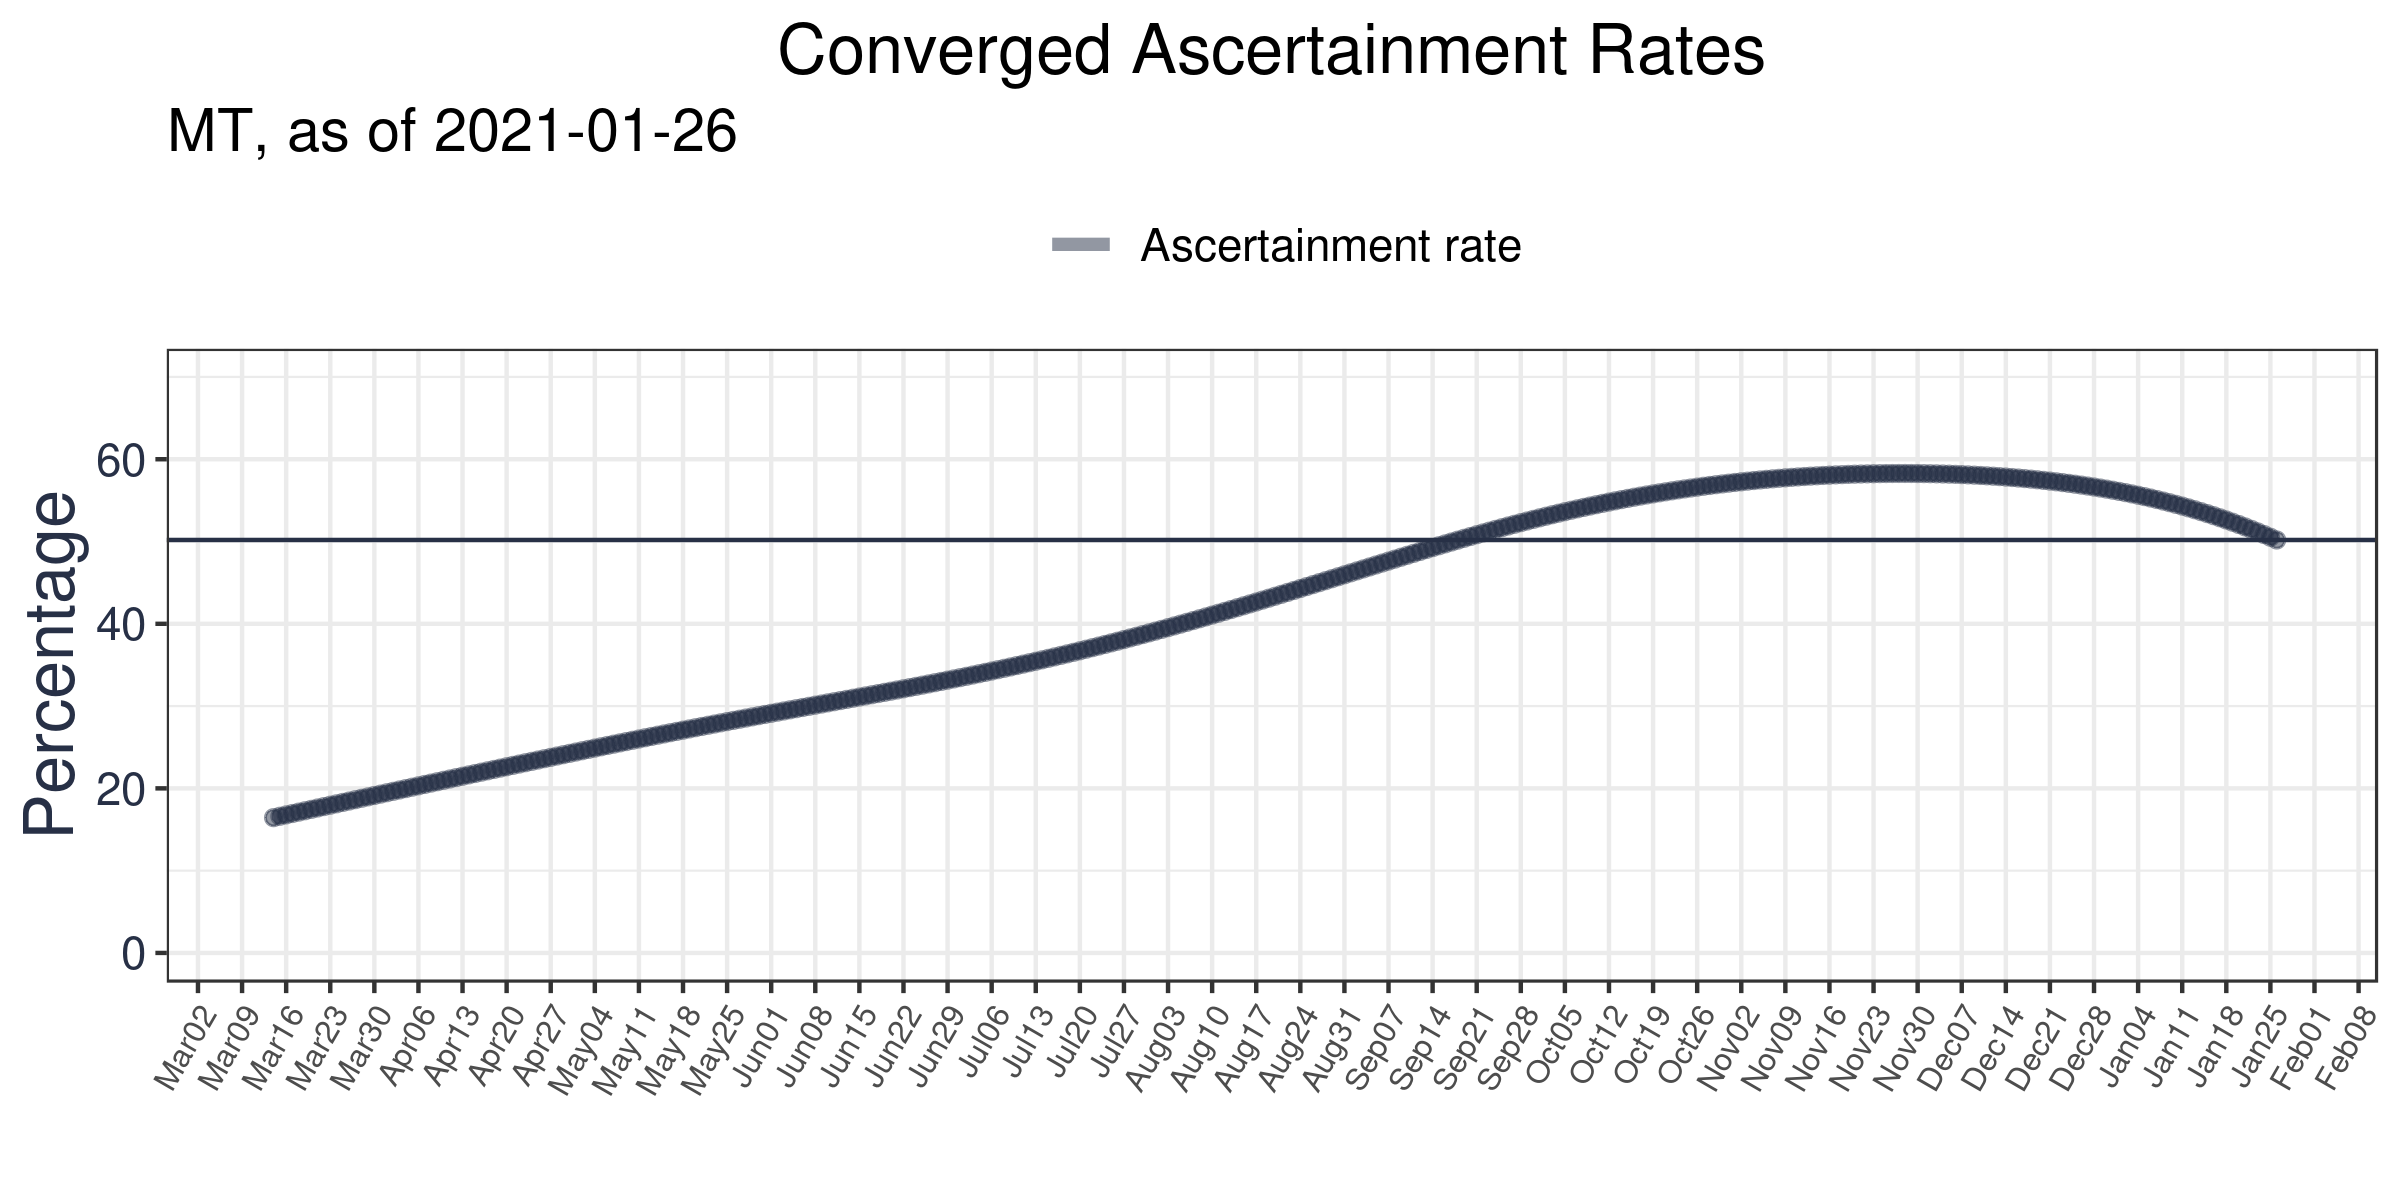 Converged Ascertainment Rates
MT, as of 2021-01-26
Ascertainment rate
Percentage
60
40
20
0
Mar02 Mar09 Mar16 Mar23 Mar30 Apr06 Apr13 Apr20 Apr27 May04 May11 May18 May25 Jun01 Jun08 Jun15 Jun22 Jun29 Jul06 Jul13 Jul20 Jul27 Aug03 Aug10 Aug17 Aug24 Aug31 Sep07 Sep14 Sep21 Sep28 Oct05 Oct12 Oct19 Oct26 Nov02 Nov09 Nov16 Nov23 Nov30 Dec07 Dec14 Dec21 Dec28 Jan04 Jan11 Jan18 Jan25 Feb01 Feb08